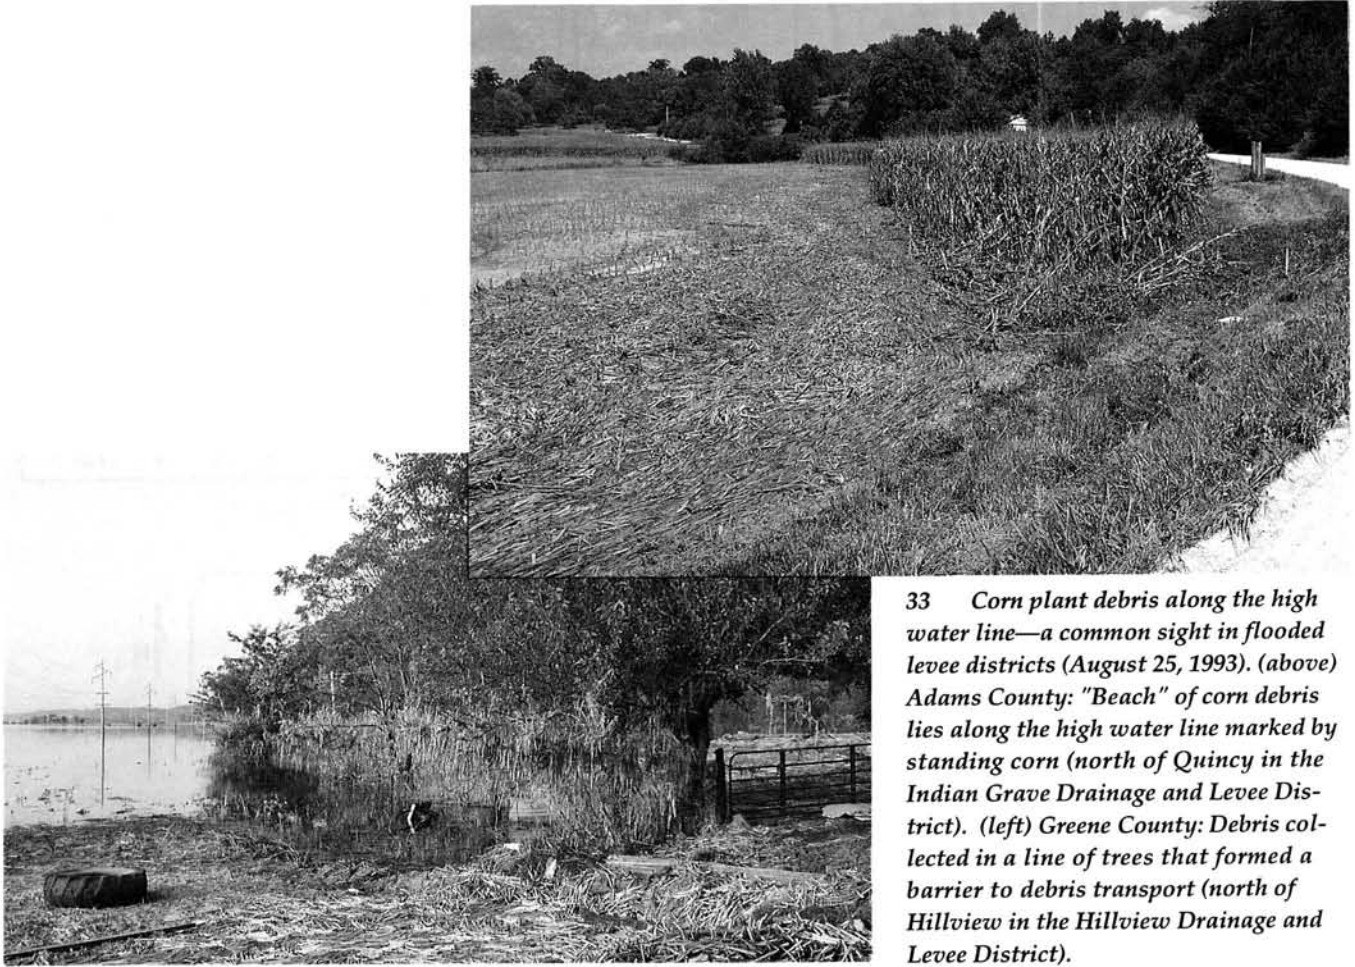 33 Corn plant debris along the high
water line—a common sight in flooded
levee districts (August 25, 1993). (above)
Adams County: "Beach" of corn debris
lies along the high water line marked by
standing corn (north of Quincy in the
Indian Grave Drainage and Levee Dis-
trict). (left) Greene County: Debris col-
lected in a line of trees that formed a
barrier to debris transport (north of
Hillview in the Hillview Drainage and
Levee District).